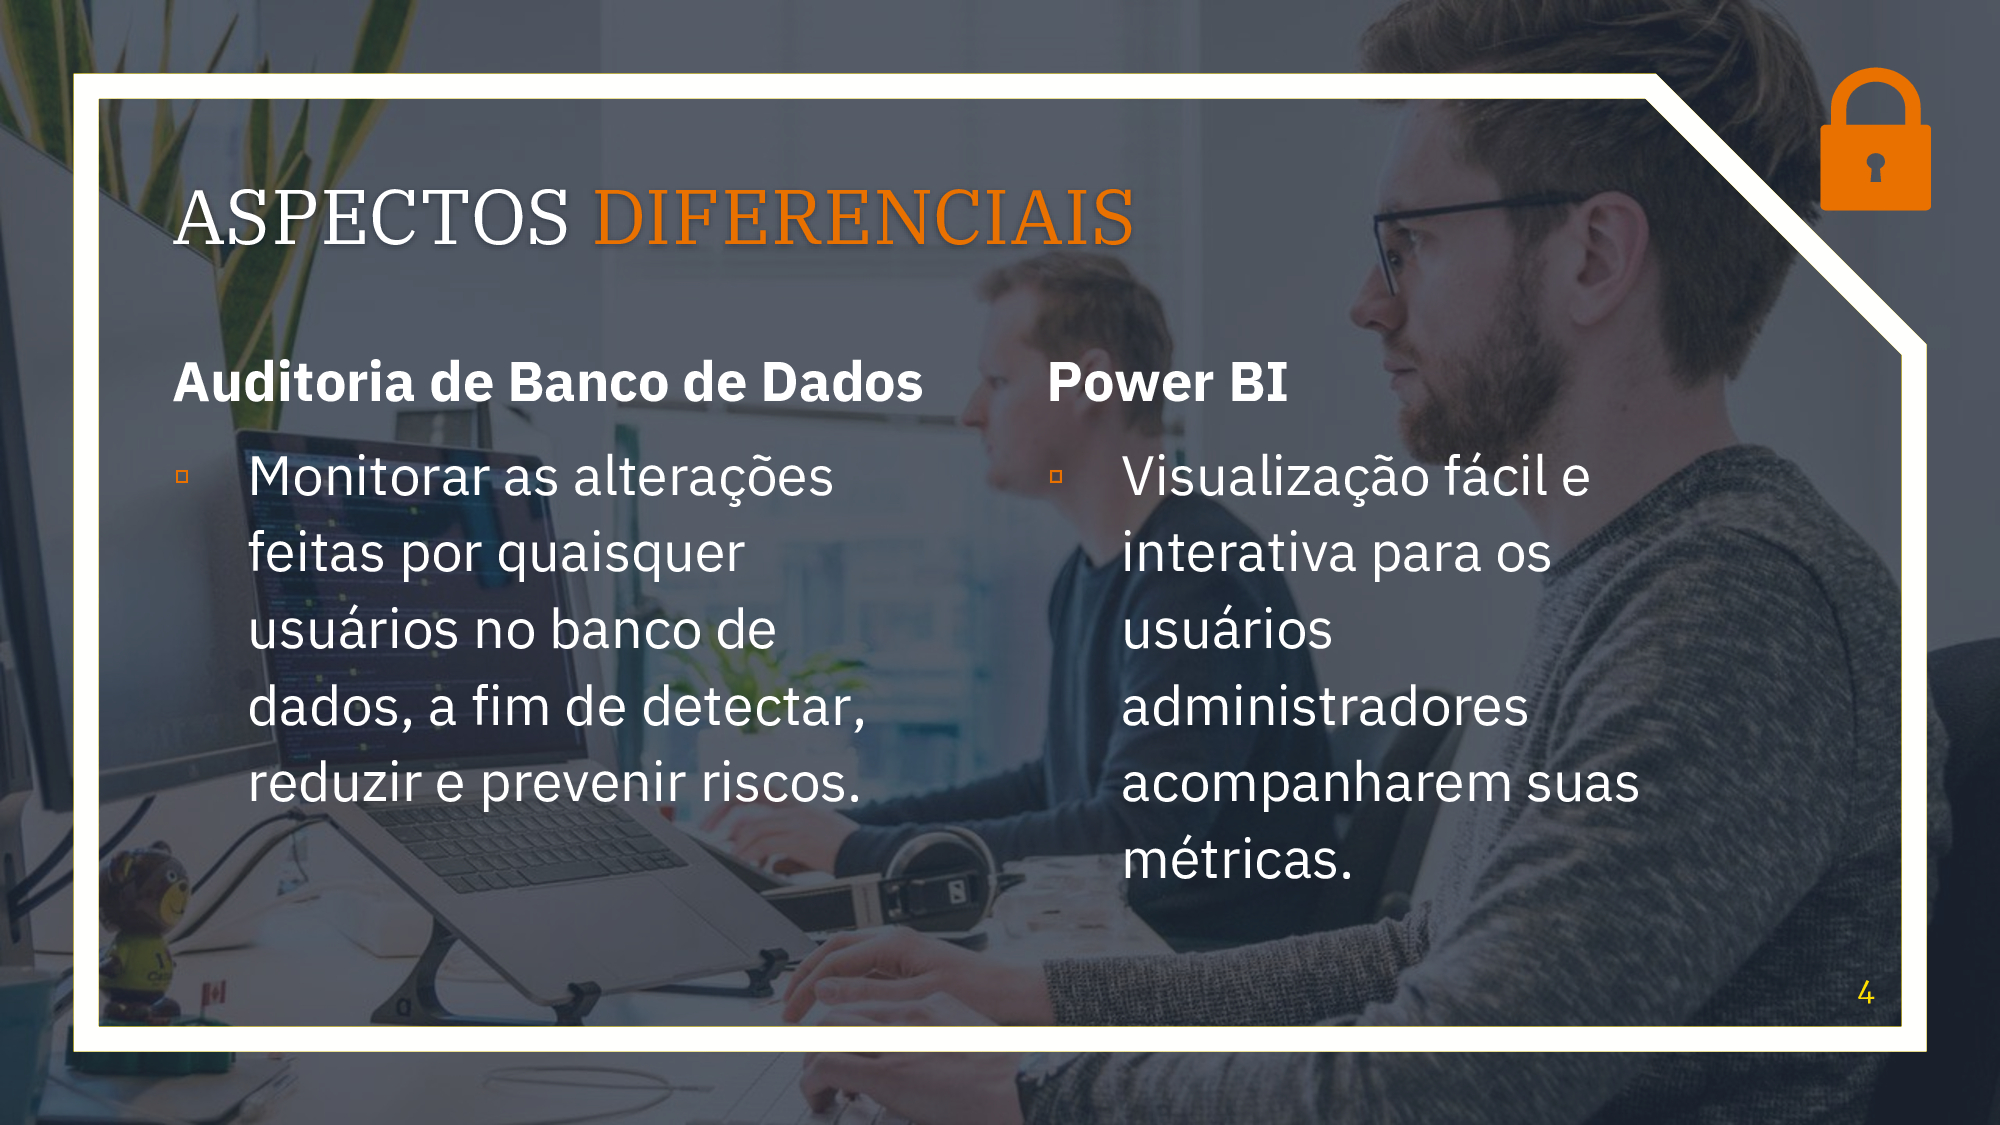 ASPECTOS DIFERENCIAIS
Auditoria de Banco de Dados
Monitorar as alterações
feitas por quaisquer
usuários no banco de
dados, a fim de detectar,
reduzir e prevenir riscos.
Power BI
Visualização fácil e
interativa para os
usuários
administradores
acompanharem suas
métricas.
4